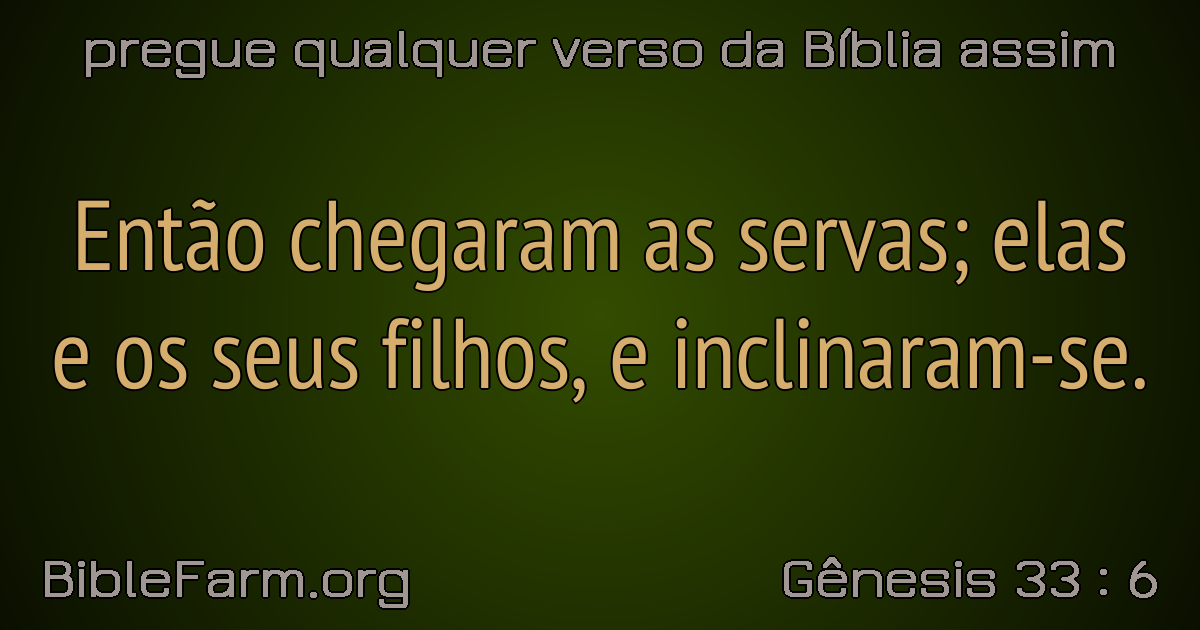 pregue qualquer verso da Bíblia assim
Então chegaram as servas; elas
e os seus filhos, e inclinaram-se.
BibleFarm.org
Gênesis 33 : 6